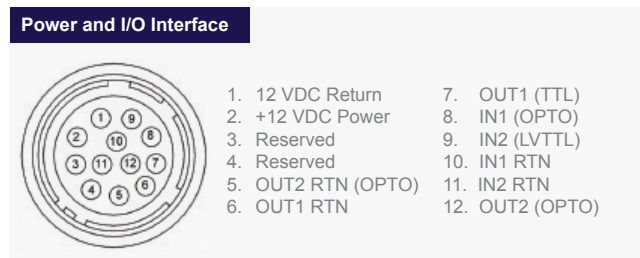 Power and I/O Interface
1 9
2 10 8
3 11 12 7
4 5 6
1. 12 VDC Return
2. +12 VDC Power
3. Reserved
4. Reserved
5. OUT2 RTN (OPTO)
6. OUT1 RTN
7. OUT1 (TTL)
8. IN1 (OPTO)
9. IN2 (LVTTL)
10. IN1 RTN
11. IN2 RTN
12. OUT2 (OPTO)